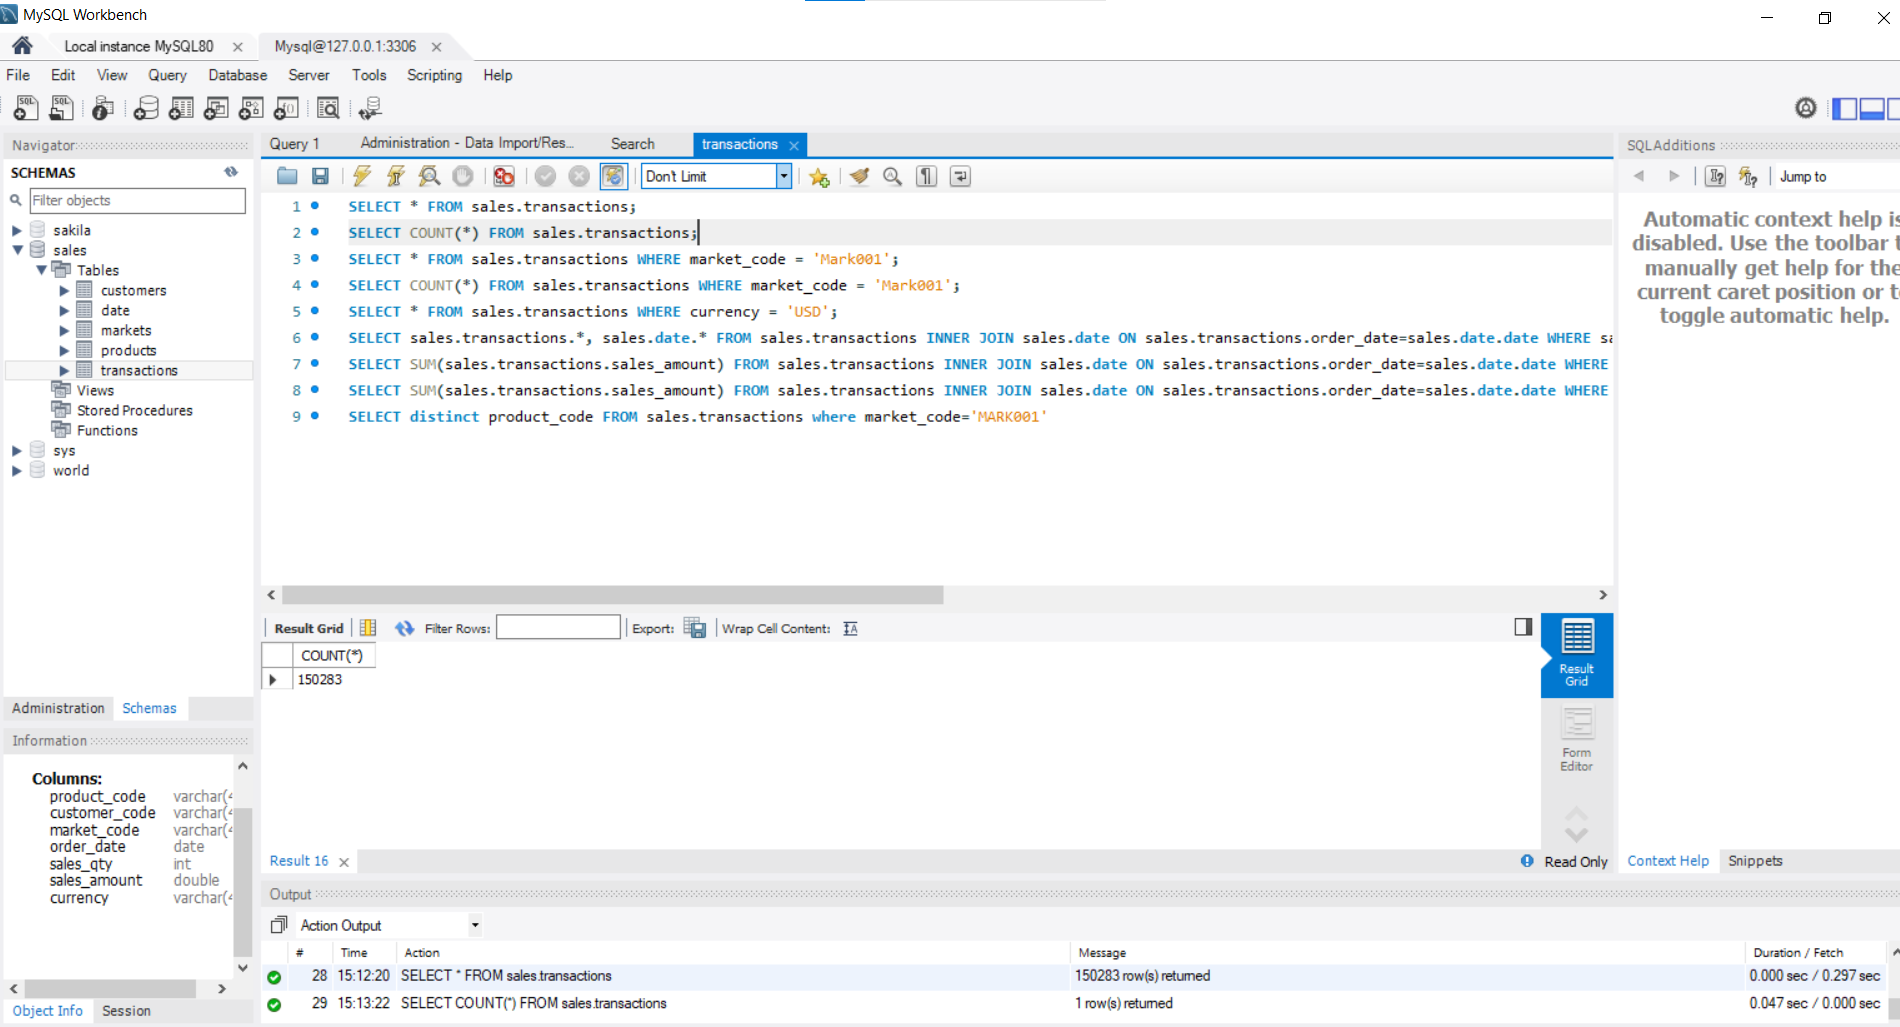 MySQL Workbench
Local instance MySQL80
Mysql@127.0.0.1:3306
File Edit View Query Database Server Tools Scripting Help
Navigator
SCHEMAS
Filter objects
sakila
sales
Tables
customers
date
markets
products
transactions
Views
Stored Procedures
Functions
sys
world
Administration Schemas
Information
Columns:
product_code varchar(4
customer_code varchar(4
market_code varchar(4
order_date date
sales_qty int
sales_amount double
currency varchar(4
Object Info Session
Query 1 Administration - Data Import/Res... Search transactions
Don't Limit
1 SELECT * FROM sales.transactions;
2 SELECT COUNT(*) FROM sales.transactions;
3 SELECT * FROM sales.transactions WHERE market_code = 'Mark001';
4 SELECT COUNT(*) FROM sales.transactions WHERE market_code = 'Mark001';
5 SELECT * FROM sales.transactions WHERE currency = 'USD';
6 SELECT sales.transactions.*, sales.date.* FROM sales.transactions INNER JOIN sales.date ON sales.transactions.order_date=sales.date.date WHERE sa
7 SELECT SUM(sales.transactions.sales_amount) FROM sales.transactions INNER JOIN sales.date ON sales.transactions.order_date=sales.date.date WHERE
8 SELECT SUM(sales.transactions.sales_amount) FROM sales.transactions INNER JOIN sales.date ON sales.transactions.order_date=sales.date.date WHERE
9 SELECT distinct product_code FROM sales.transactions where market_code='MARK001'
Result Grid Filter Rows: Export: Wrap Cell Content:
COUNT(*)
150283
Result Grid
Form Editor
Result 16
Read Only
Output
Action Output
# Time Action Message Duration / Fetch
28 15:12:20 SELECT * FROM sales.transactions 150283 row(s) returned 0.000 sec / 0.297 sec
29 15:13:22 SELECT COUNT(*) FROM sales.transactions 1 row(s) returned 0.047 sec / 0.000 sec
SQLAdditions
Jump to
Automatic context help is
disabled. Use the toolbar t
manually get help for the
current caret position or t
toggle automatic help.
Context Help Snippets